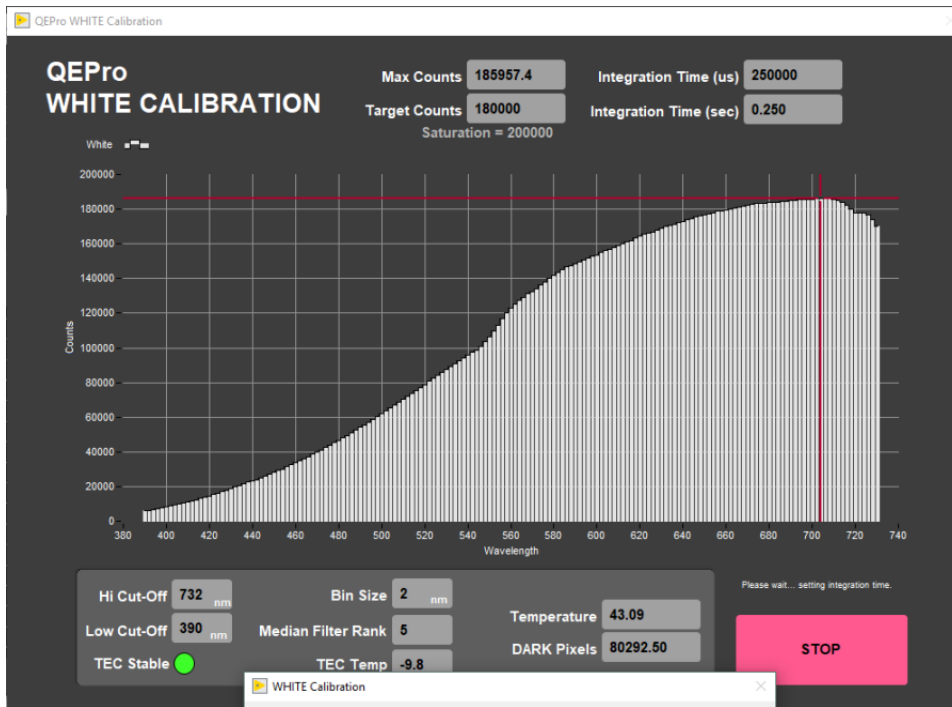 QEPro WHITE Calibration
QEPro
WHITE CALIBRATION
Max Counts 185957.4
Integration Time (us) 250000
Target Counts 180000
Integration Time (sec) 0.250
Saturation = 200000
White
200000
180000
160000
140000
120000
100000
80000
60000
40000
20000
0
Counts
380 400 420 440 460 480 500 520 540 560 580 600 620 640 660 680 700 720 740
Wavelength
Hi Cut-Off 732 nm
Bin Size 2 nm
Low Cut-Off 390 nm
Median Filter Rank 5
TEC Stable
TEC Temp -9.8
Temperature 43.09
DARK Pixels 80292.50
Please wait... setting integration time.
STOP
WHITE Calibration